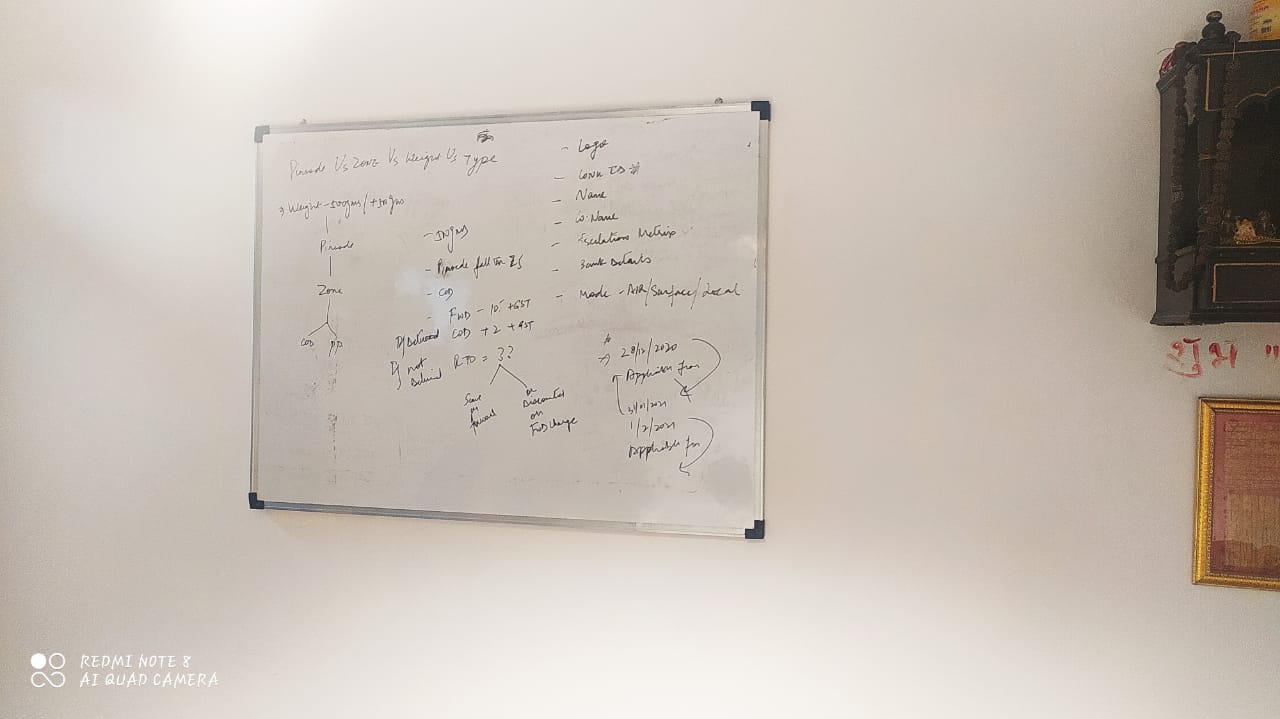 Pincode Vs ZONE Vs Weight Vs Type
→ Weight - 500gms / +500gms
Pincode
Zone
COD PP
- 500gms
- Pincode fall in ZS
- COD
- FWD - 10 + GST
If Delivered COD + 2 + GST
If not Delivered RTO = ??
Same as forward
or Discounted on FWD charge
- Logo
- CONN ID #
- Name
- Co. Name
- Escalations Metrix
- Bank Details
- Mode - AIR/Surface/Local
→ 28/12/2020
Applicable from
31/01/2021
1/2/2021
Applicable from
शुभ
REDMI NOTE 8
AI QUAD CAMERA